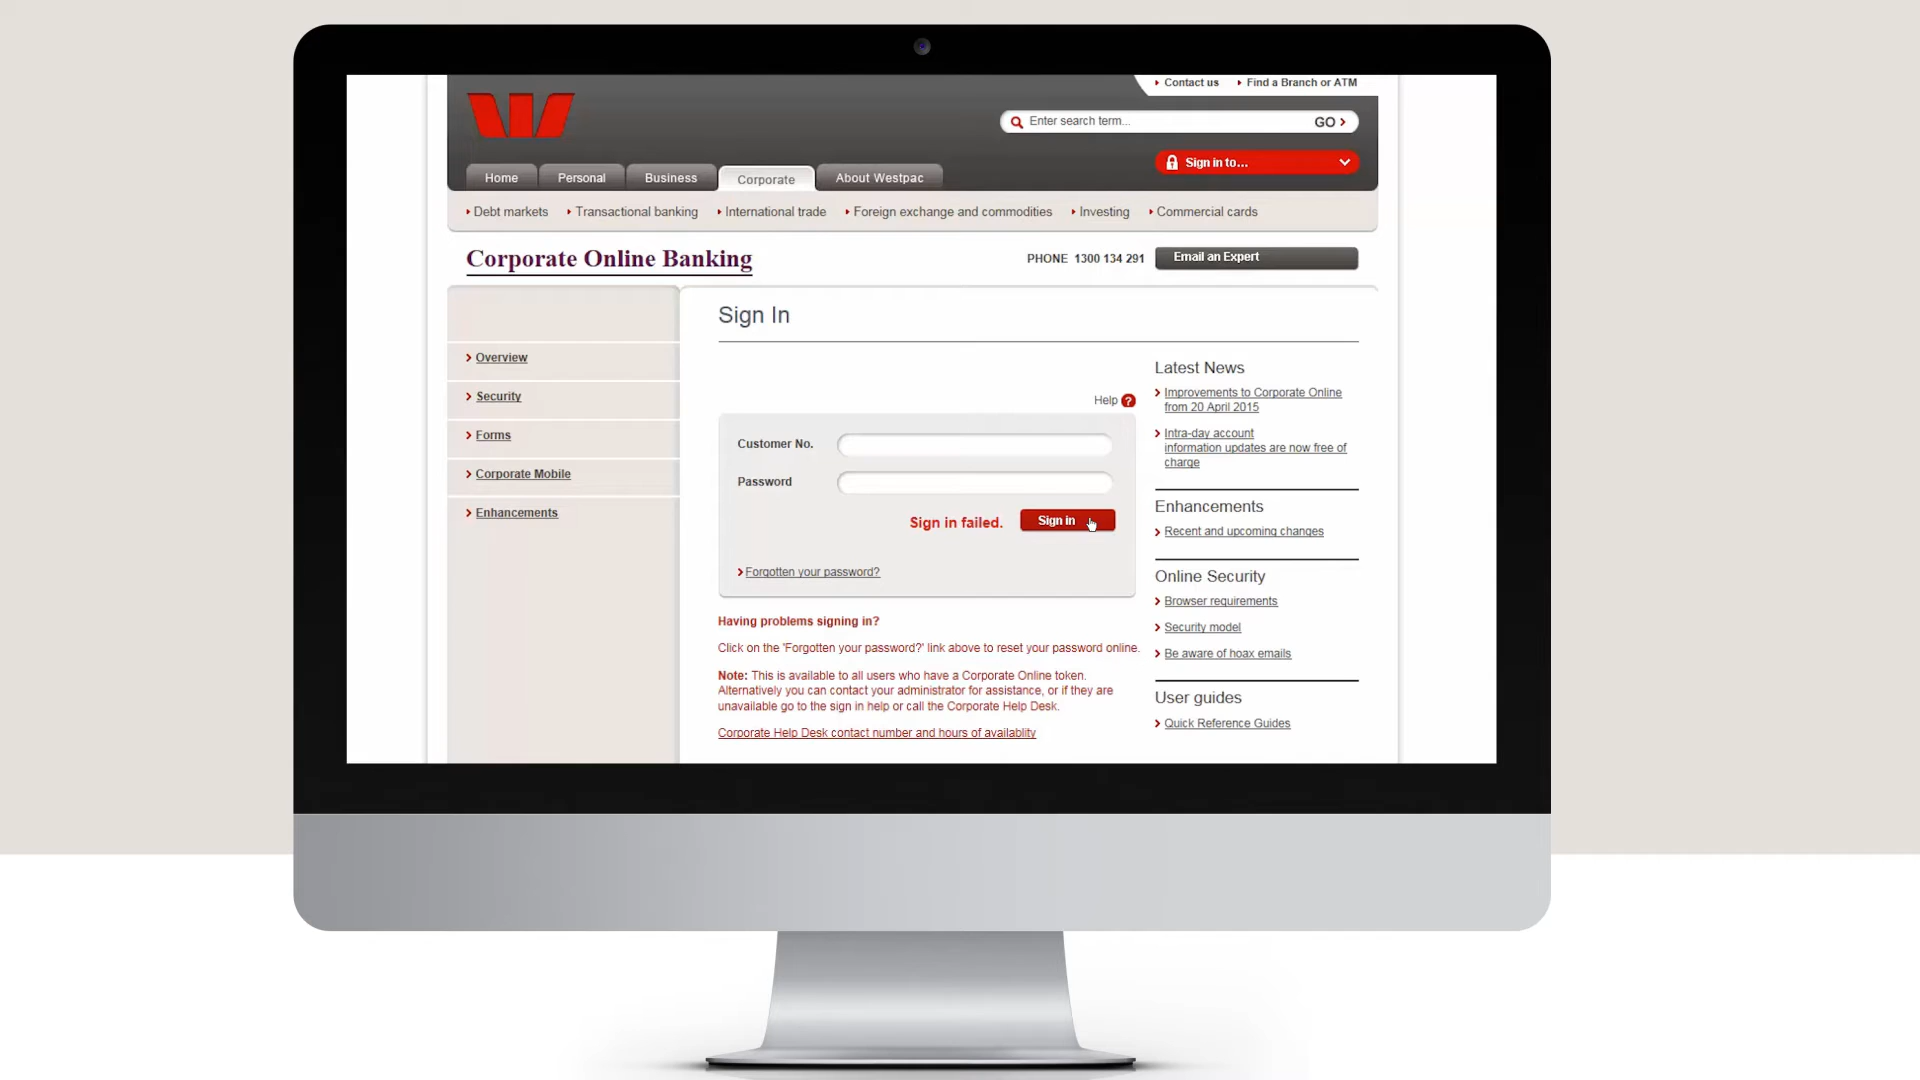 Contact us Find a Branch or ATM
Enter search term... GO
Sign in to...
Home Personal Business Corporate About Westpac
Debt markets Transactional banking International trade Foreign exchange and commodities Investing Commercial cards
Corporate Online Banking
PHONE 1300 134 291 Email an Expert
Overview
Security
Forms
Corporate Mobile
Enhancements
Sign In
Help ?
Customer No.
Password
Sign in failed. Sign in
Forgotten your password?
Having problems signing in?
Click on the 'Forgotten your password?' link above to reset your password online.
Note: This is available to all users who have a Corporate Online token.
Alternatively you can contact your administrator for assistance, or if they are
unavailable go to the sign in help or call the Corporate Help Desk.
Corporate Help Desk contact number and hours of availablity
Latest News
Improvements to Corporate Online
from 20 April 2015
Intra-day account
information updates are now free of
charge
Enhancements
Recent and upcoming changes
Online Security
Browser requirements
Security model
Be aware of hoax emails
User guides
Quick Reference Guides